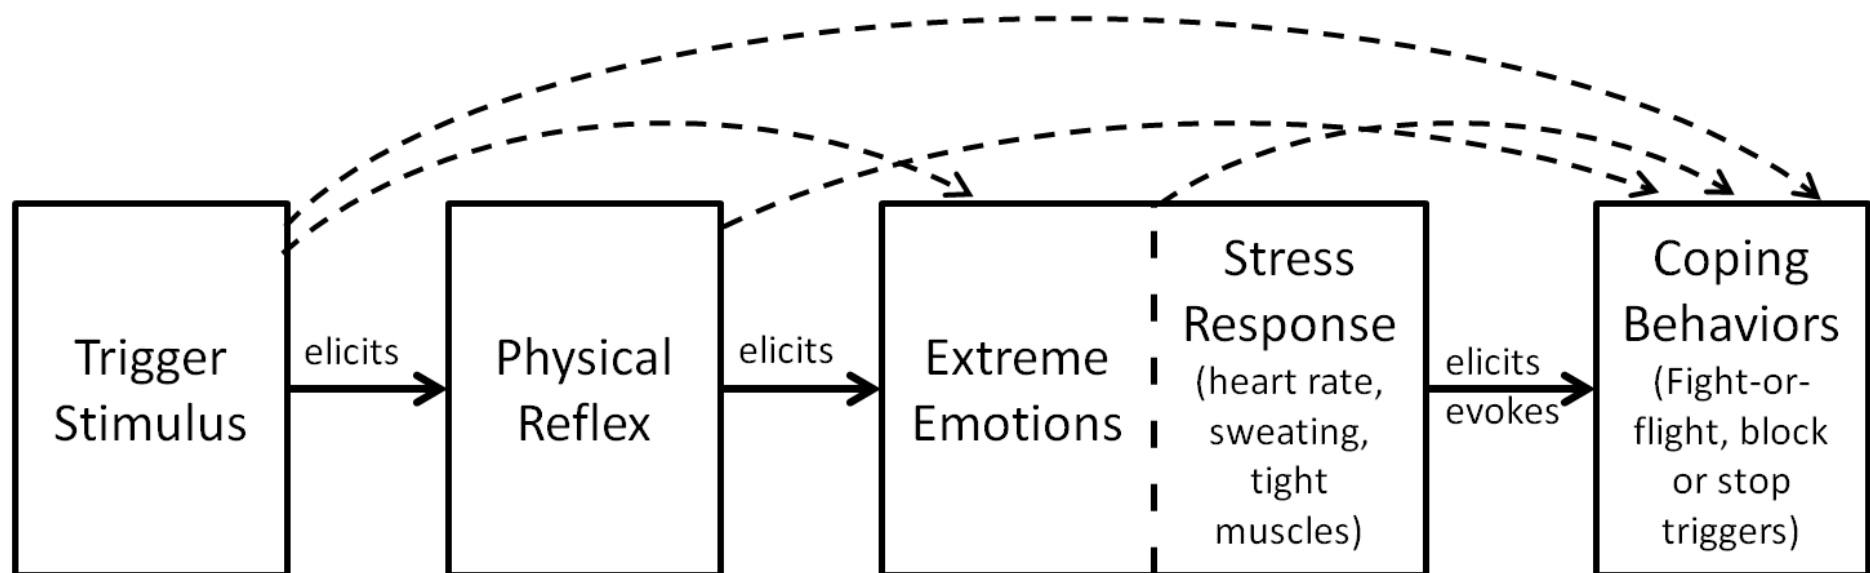 Trigger
Stimulus
elicits
Physical
Reflex
elicits
Extreme
Emotions
Stress
Response
(heart rate,
sweating,
tight
muscles)
elicits
evokes
Coping
Behaviors
(Fight-or-
flight, block
or stop
triggers)